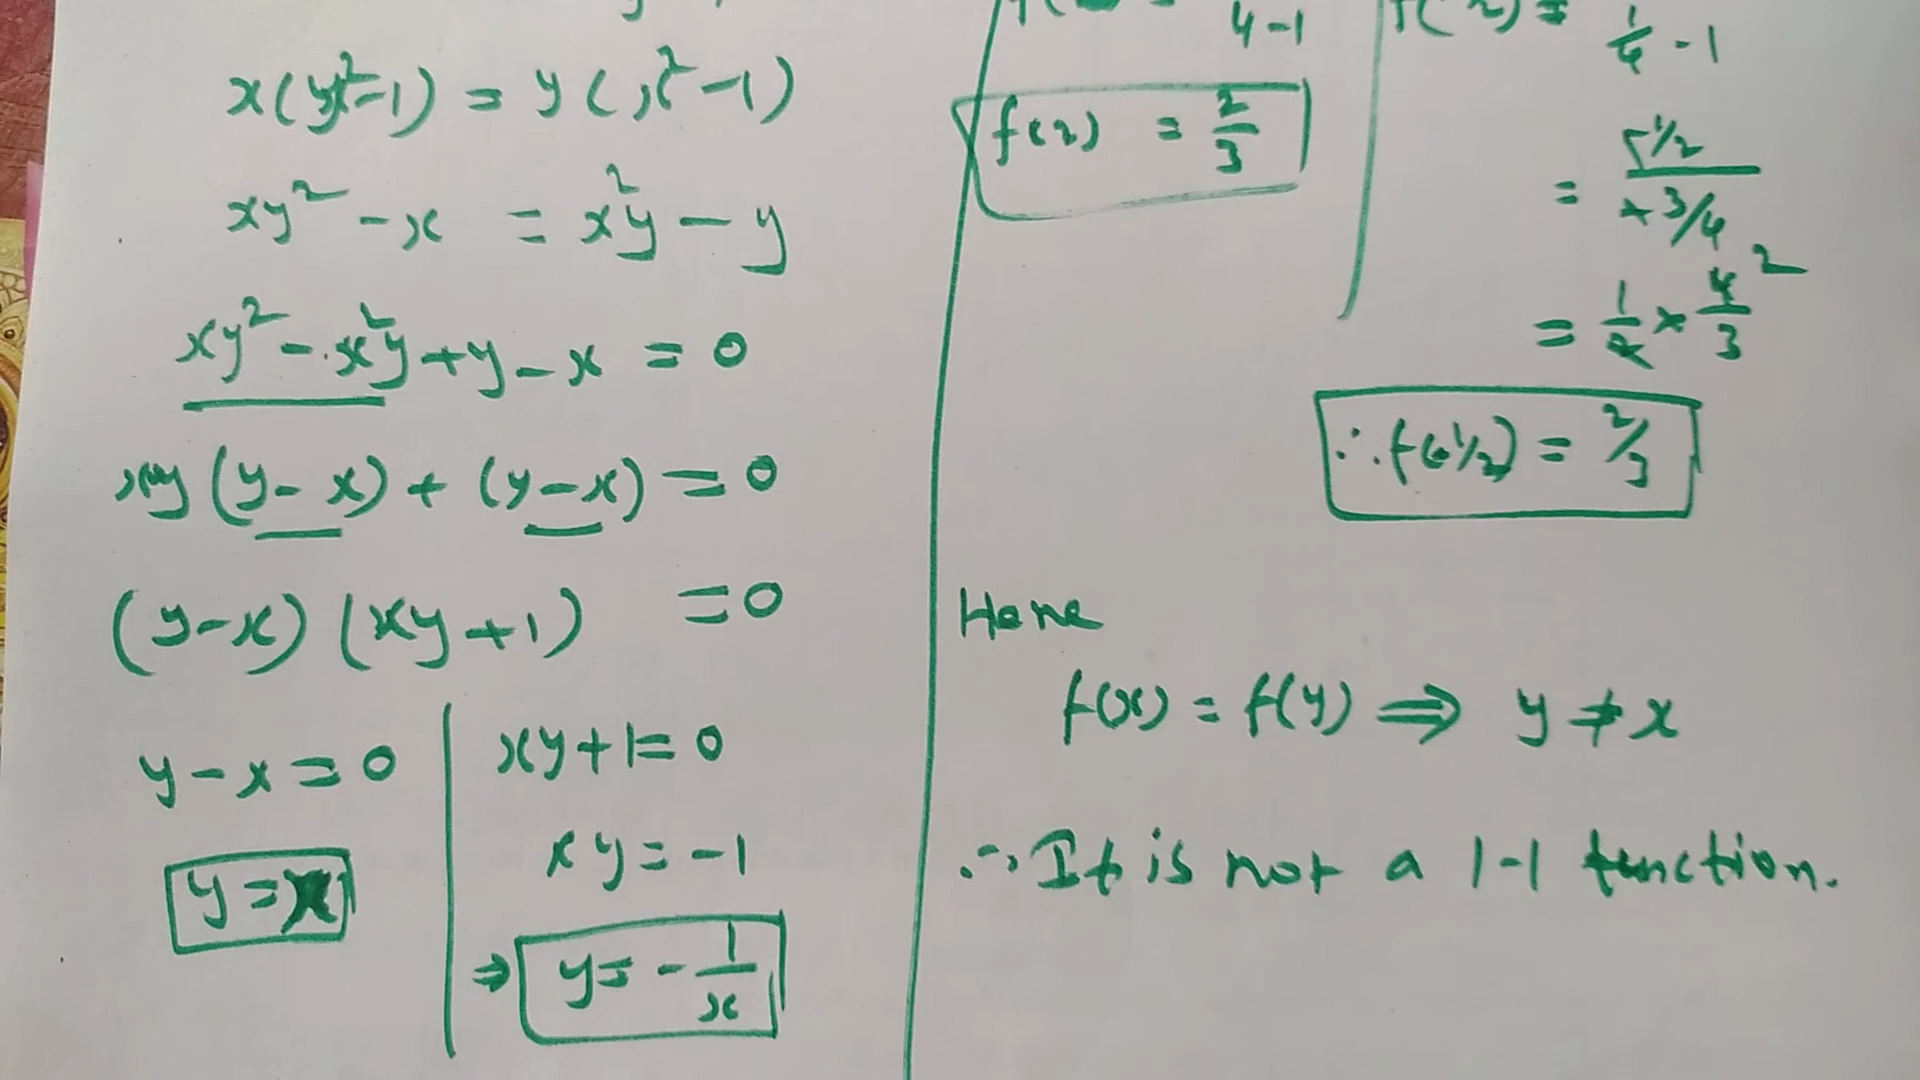 x(y²-1) = y(x²-1)
xy² - x = x²y - y
xy² - x²y + y - x = 0
xy (y - x) + (y - x) = 0
(y-x) (xy+1) = 0
y - x = 0
y = x
xy + 1 = 0
xy = -1
⇒ y = - 1/x
4-1
f(2) = 2/3
1/4 - 1
= 1/2 / 3/4
= 1/2 × 4/3
2
∴ f(-1/2) = 2/3
Here
f(x) = f(y) ⇒ y ≠ x
∴ It is not a 1-1 function.